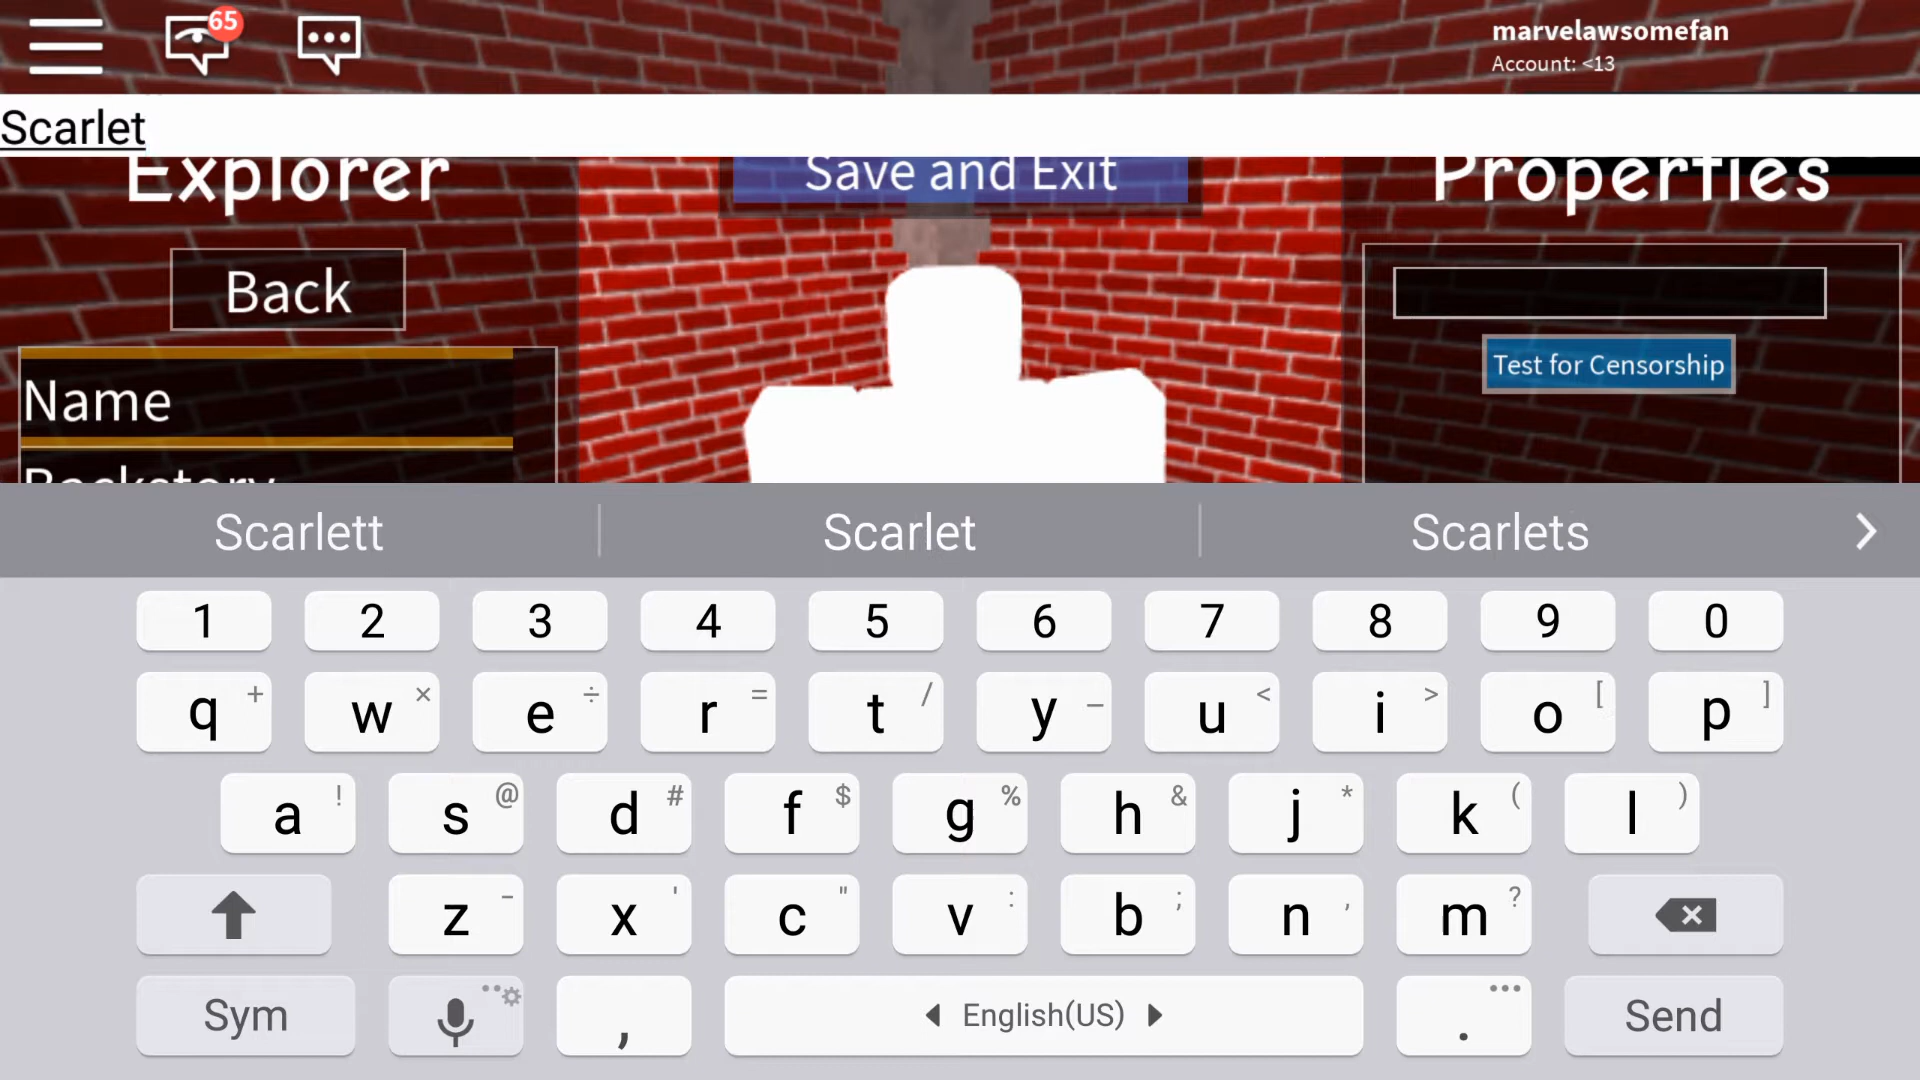 65
marvelawsomefan
Account: <13
Scarlet
Explorer
Save and Exit
Properties
Back
Test for Censorship
Name
Backstory
Scarlett Scarlet Scarlets
1 2 3 4 5 6 7 8 9 0
q + w × e ÷ r = t / y _ u < i > o [ p ]
a ! s @ d # f $ g % h & j * k ( l )
z - x ' c " v : b ; n , m ?
Sym , English(US) . Send